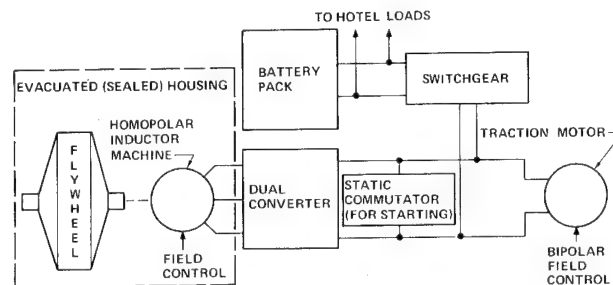 TO HOTEL LOADS
BATTERY
PACK
SWITCHGEAR
EVACUATED (SEALED) HOUSING
HOMOPOLAR
INDUCTOR
MACHINE
TRACTION MOTOR
FLYWHEEL
DUAL
CONVERTER
STATIC
COMMUTATOR
(FOR STARTING)
FIELD
CONTROL
BIPOLAR
FIELD
CONTROL